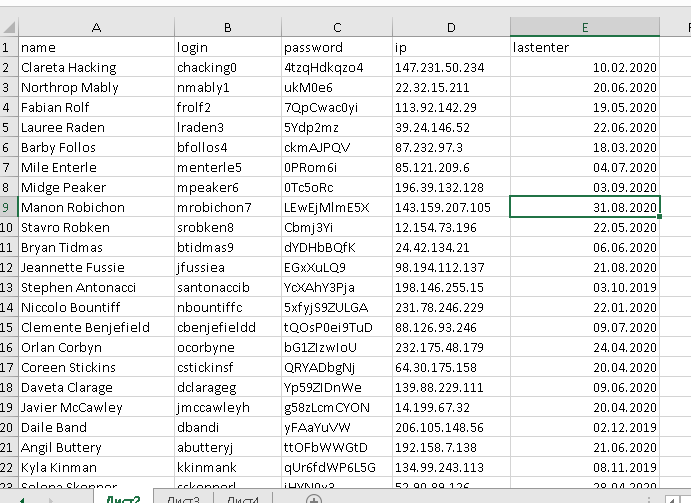 A B C D E
1 name login password ip lastenter
2 Clareta Hacking chacking0 4tzqHdkqzo4 147.231.50.234 10.02.2020
3 Northrop Mably nmably1 ukM0e6 22.32.15.211 20.06.2020
4 Fabian Rolf frolf2 7QpCwac0yi 113.92.142.29 19.05.2020
5 Lauree Raden lraden3 5Ydp2mz 39.24.146.52 22.06.2020
6 Barby Follos bfollos4 ckmAJPQV 87.232.97.3 18.03.2020
7 Mile Enterle menterle5 0PRom6i 85.121.209.6 04.07.2020
8 Midge Peaker mpeaker6 0Tc5oRc 196.39.132.128 03.09.2020
9 Manon Robichon mrobichon7 LEwEjMlmE5X 143.159.207.105 31.08.2020
10 Stavro Robken srobken8 Cbmj3Yi 12.154.73.196 22.05.2020
11 Bryan Tidmas btidmas9 dYDHbBQfK 24.42.134.21 06.06.2020
12 Jeannette Fussie jfussiea EGxXuLQ9 98.194.112.137 21.08.2020
13 Stephen Antonacci santonaccib YcXAhY3Pja 198.146.255.15 03.10.2019
14 Niccolo Bountiff nbountiffc 5xfyjS9ZULGA 231.78.246.229 22.01.2020
15 Clemente Benjefield cbenjefieldd tQOsP0ei9TuD 88.126.93.246 09.07.2020
16 Orlan Corbyn ocorbyne bG1ZIzwIoU 232.175.48.179 24.04.2020
17 Coreen Stickins cstickinsf QRYADbgNj 64.30.175.158 20.04.2020
18 Daveta Clarage dclarageg Yp59ZIDnWe 139.88.229.111 09.06.2020
19 Javier McCawley jmccawleyh g58zLcmCYON 14.199.67.32 20.04.2020
20 Daile Band dbandi yFAaYuVW 206.105.148.56 02.12.2019
21 Angil Buttery abutteryj ttOFbWWGtD 192.158.7.138 21.06.2020
22 Kyla Kinman kkinmank qUr6fdWP6L5G 134.99.243.113 08.11.2019
23 52.90.89.126 28.04.2020
Лист2 Лист3 Лист4